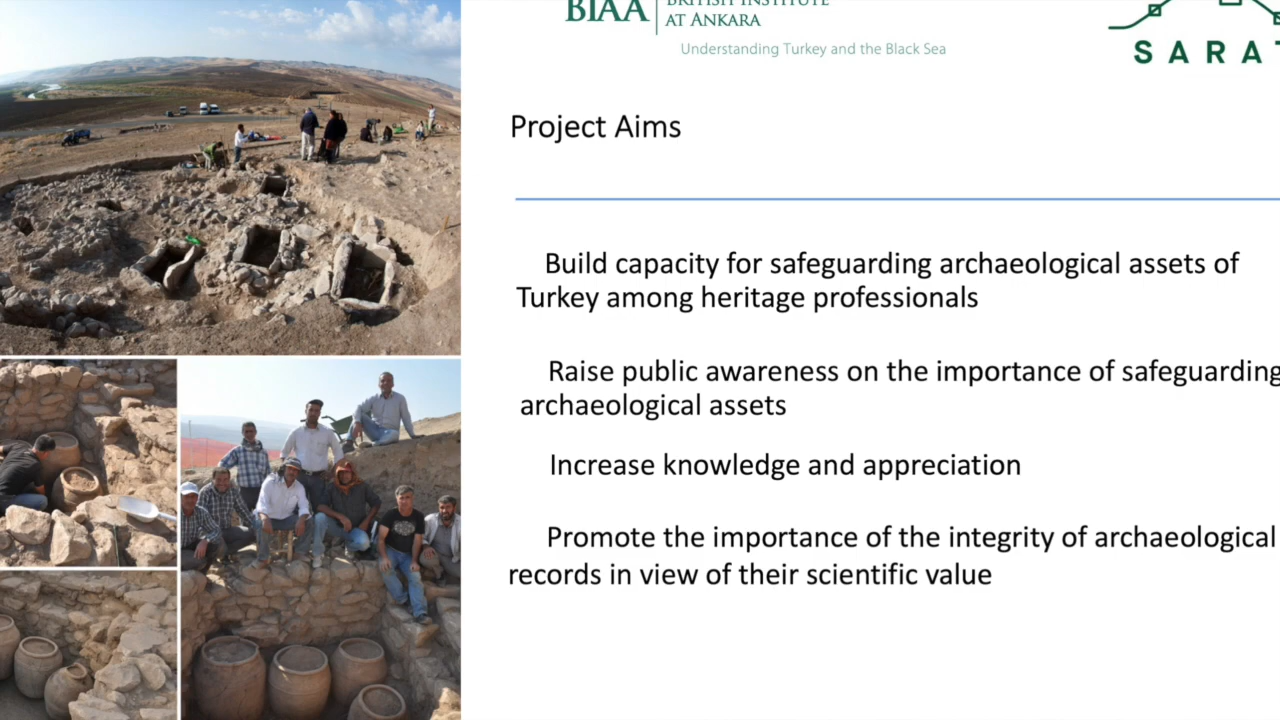 BIAA
BRITISH INSTITUTE
AT ANKARA
Understanding Turkey and the Black Sea
SARAT
Project Aims
Build capacity for safeguarding archaeological assets of
Turkey among heritage professionals
Raise public awareness on the importance of safeguarding
archaeological assets
Increase knowledge and appreciation
Promote the importance of the integrity of archaeological
records in view of their scientific value